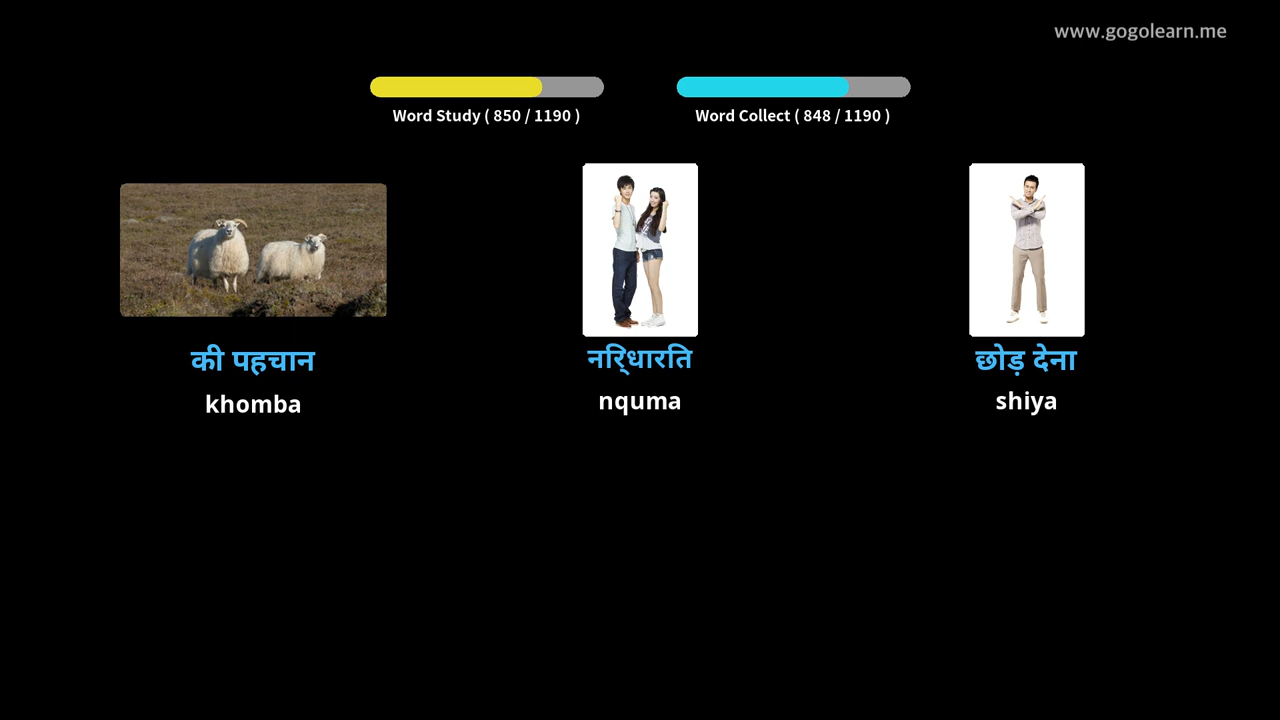 www.gogolearn.me
Word Study ( 850 / 1190 )
Word Collect ( 848 / 1190 )
की पहचान
khomba
नर्िधारति
nquma
छोड़ देना
shiya